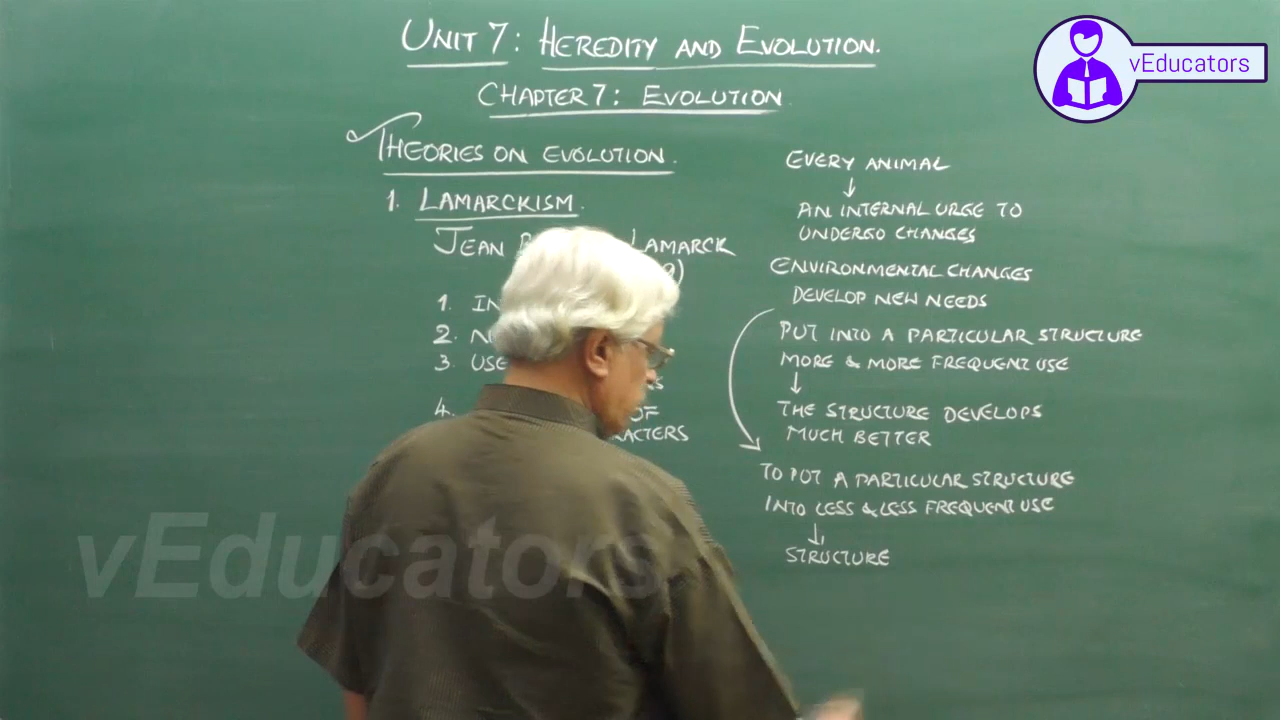 UNIT 7: HEREDITY AND EVOLUTION.
CHAPTER 7: EVOLUTION
THEORIES ON EVOLUTION.
1. LAMARCKISM.
JEAN LAMARCK
1.
2.
3. USE
4. OF
EVERY ANIMAL
↓
AN INTERNAL URGE TO
UNDERGO CHANGES
ENVIRONMENTAL CHANGES
DEVELOP NEW NEEDS
PUT INTO A PARTICULAR STRUCTURE
MORE & MORE FREQUENT USE
↓
THE STRUCTURE DEVELOPS
MUCH BETTER
TO PUT A PARTICULAR STRUCTURE
INTO LESS & LESS FREQUENT USE
↓
STRUCTURE
vEducators
vEducators